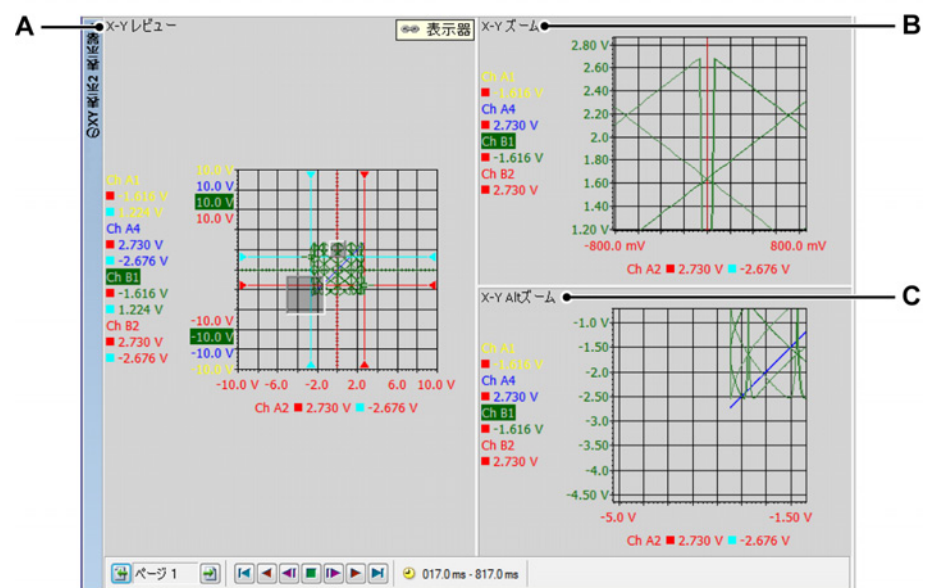 A
X-Y レビュー
表示器
X-Y ズーム
B
XY 表示2 表示器
Ch A1
-1.616 V
1.224 V
Ch A4
2.730 V
-2.676 V
Ch B1
-1.616 V
1.224 V
Ch B2
2.730 V
-2.676 V
10.0 V
10.0 V
10.0 V
10.0 V
-10.0 V
-10.0 V
-10.0 V
-10.0 V
-10.0 V -6.0 -2.0 2.0 6.0 10.0 V
Ch A2 2.730 V -2.676 V
Ch A1
-1.616 V
Ch A4
2.730 V
Ch B1
-1.616 V
Ch B2
2.730 V
2.80 V
2.60
2.40
2.20
2.0
1.80
1.60
1.40
1.20 V
-800.0 mV 800.0 mV
Ch A2 2.730 V -2.676 V
X-Y Altズーム
C
Ch A1
-1.616 V
Ch A4
2.730 V
Ch B1
-1.616 V
Ch B2
2.730 V
-1.0 V
-1.50
-2.0
-2.50
-3.0
-3.50
-4.0
-4.50 V
-5.0 V -1.50 V
Ch A2 2.730 V -2.676 V
ページ 1
017.0 ms - 817.0 ms